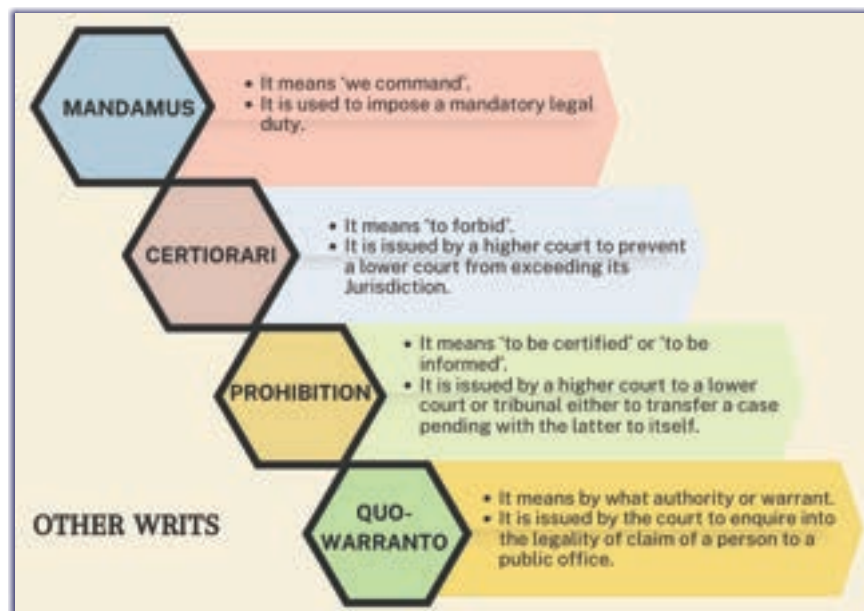 MANDAMUS
• It means 'we command'.
• It is used to impose a mandatory legal
duty.
CERTIORARI
• It means 'to forbid'.
• It is issued by a higher court to prevent
a lower court from exceeding its
Jurisdiction.
PROHIBITION
• It means 'to be certified' or 'to be
informed'.
• It is issued by a higher court to a lower
court or tribunal either to transfer a case
pending with the latter to itself.
OTHER WRITS
QUO-
WARRANTO
• It means by what authority or warrant.
• It is issued by the court to enquire into
the legality of claim of a person to a
public office.